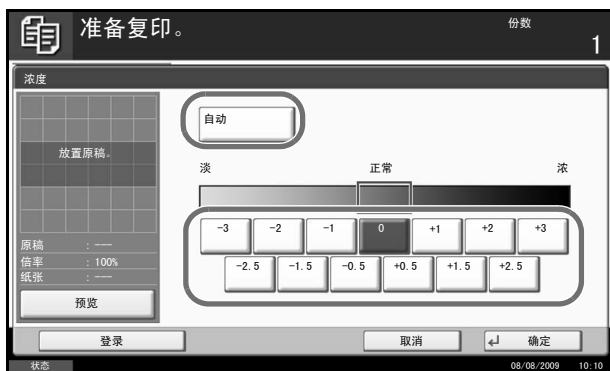 准备复印。
份数
1
浓度
放置原稿。
原稿 : ---
倍率 : 100%
纸张 : ---
预览
自动
淡 正常 浓
-3 -2 -1 0 +1 +2 +3
-2.5 -1.5 -0.5 +0.5 +1.5 +2.5
登录 取消 确定
状态 08/08/2009 10:10